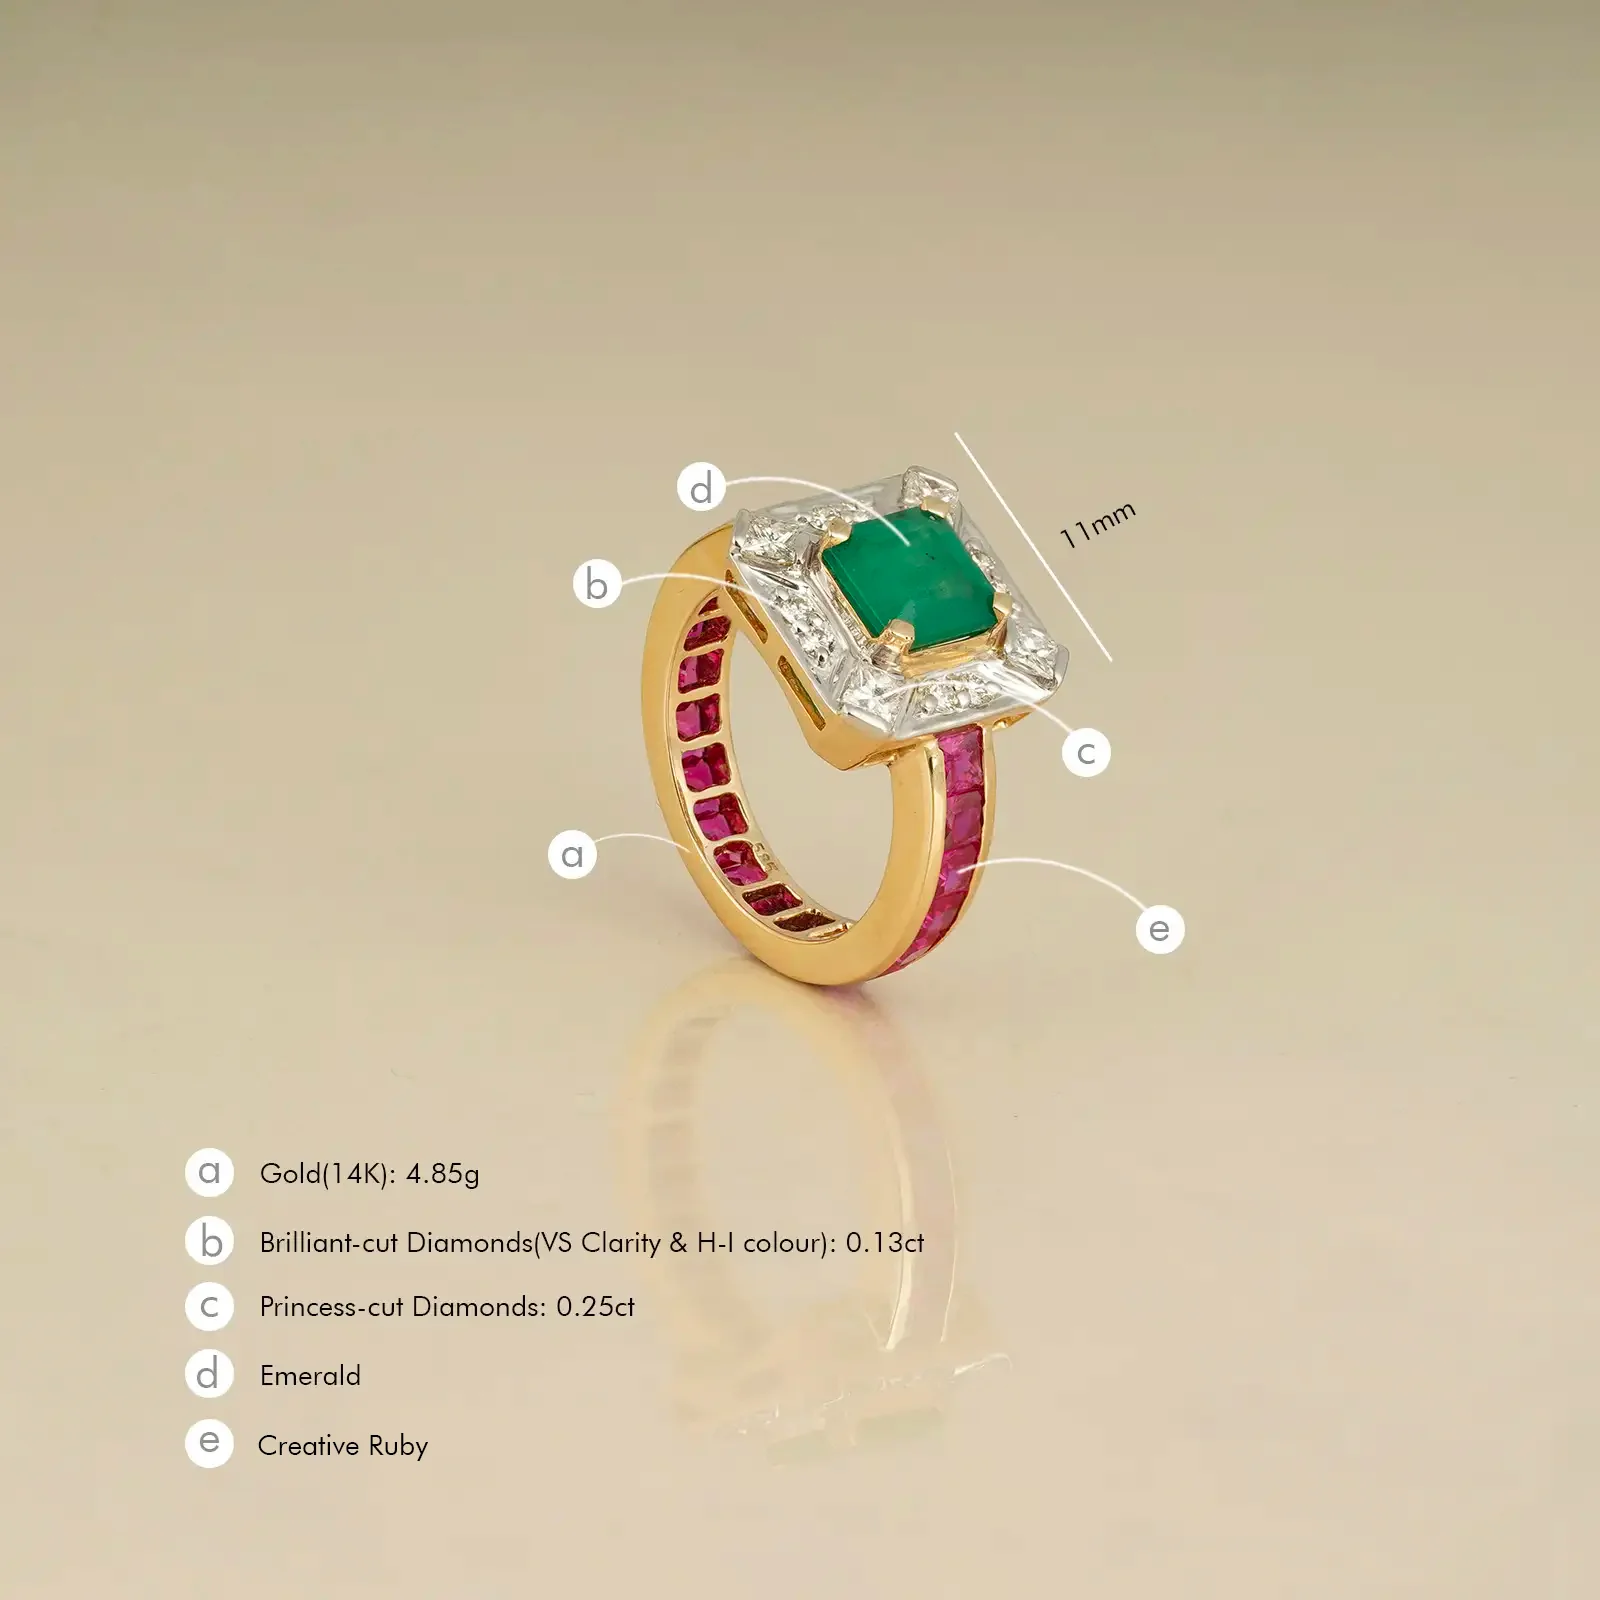 d
11mm
b
c
a
585
e
a Gold(14K): 4.85g
b Brilliant-cut Diamonds(VS Clarity & H-I colour): 0.13ct
c Princess-cut Diamonds: 0.25ct
d Emerald
e Creative Ruby